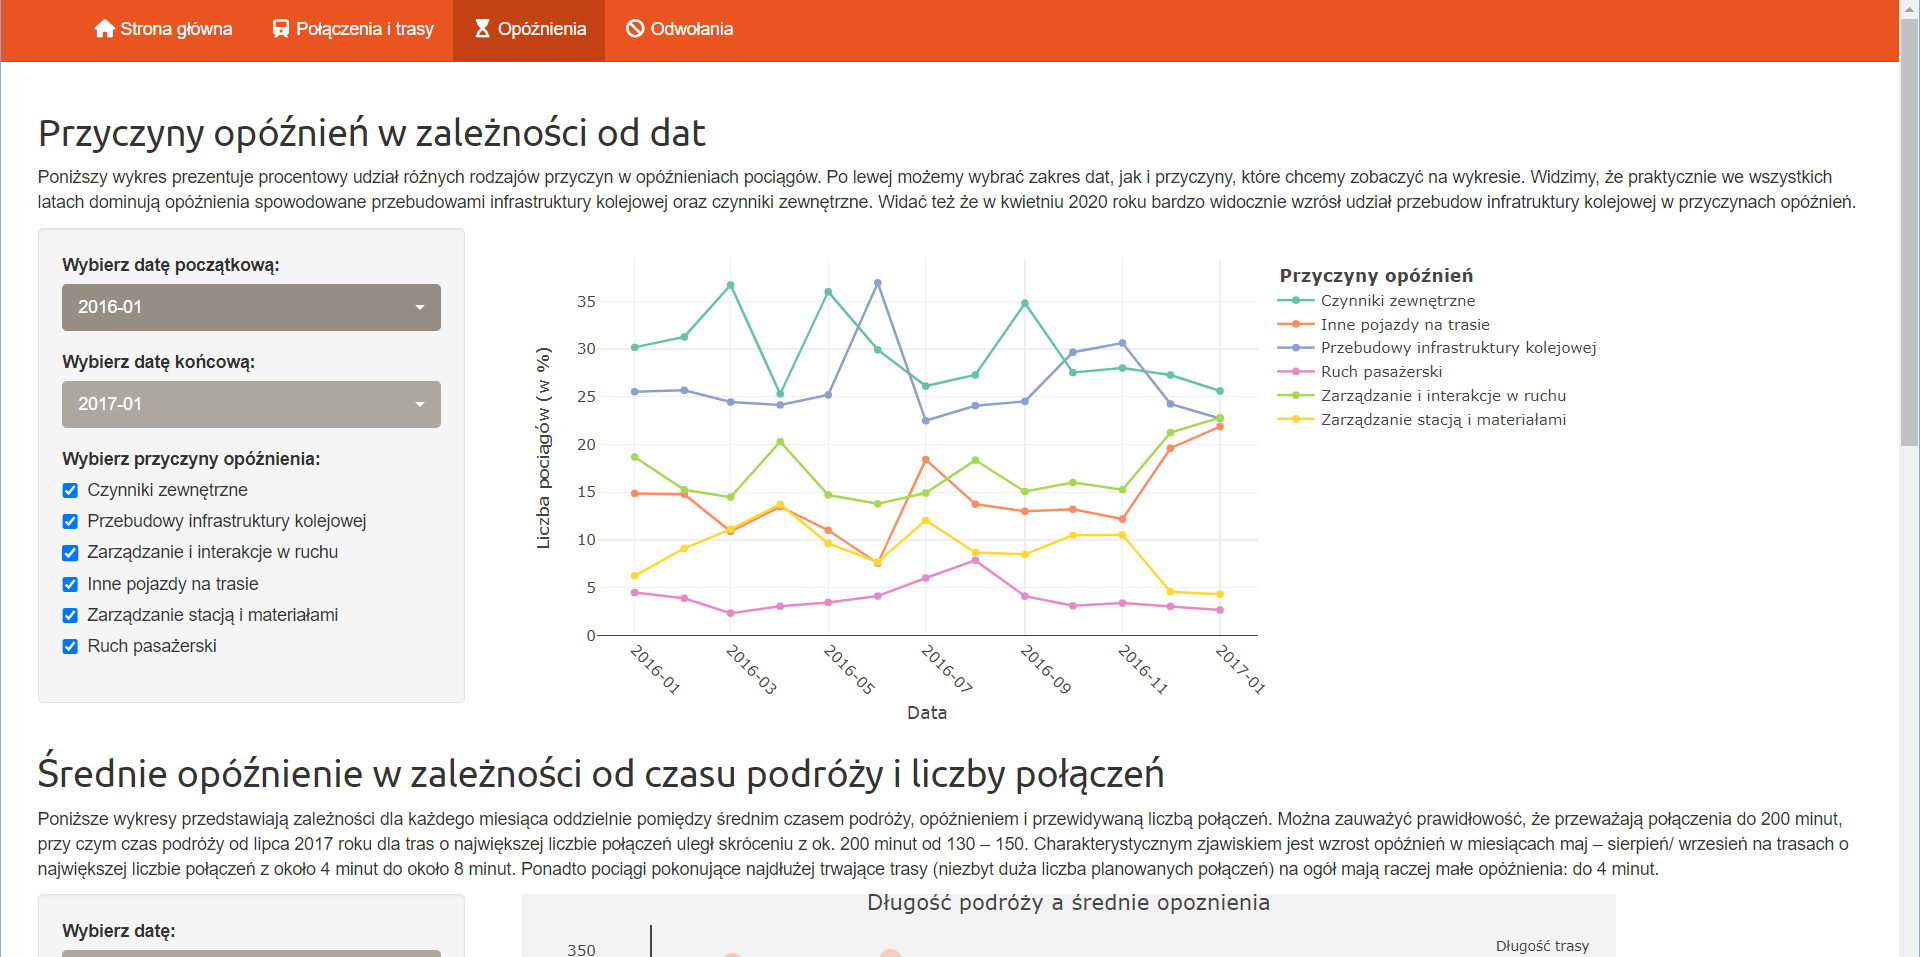 Strona główna
Połączenia i trasy
Opóźnienia
Odwołania
Przyczyny opóźnień w zależności od dat
Poniższy wykres prezentuje procentowy udział różnych rodzajów przyczyn w opóźnieniach pociągów. Po lewej możemy wybrać zakres dat, jak i przyczyny, które chcemy zobaczyć na wykresie. Widzimy, że praktycznie we wszystkich
latach dominują opóźnienia spowodowane przebudowami infrastruktury kolejowej oraz czynniki zewnętrzne. Widać też że w kwietniu 2020 roku bardzo widocznie wzrósł udział przebudow infratruktury kolejowej w przyczynach opóźnień.
Wybierz datę początkową:
2016-01
Wybierz datę końcową:
2017-01
Wybierz przyczyny opóźnienia:
Czynniki zewnętrzne
Przebudowy infrastruktury kolejowej
Zarządzanie i interakcje w ruchu
Inne pojazdy na trasie
Zarządzanie stacją i materiałami
Ruch pasażerski
Liczba pociągów (w %)
35
30
25
20
15
10
5
0
2016-01
2016-03
2016-05
2016-07
2016-09
2016-11
2017-01
Data
Przyczyny opóźnień
Czynniki zewnętrzne
Inne pojazdy na trasie
Przebudowy infrastruktury kolejowej
Ruch pasażerski
Zarządzanie i interakcje w ruchu
Zarządzanie stacją i materiałami
Średnie opóźnienie w zależności od czasu podróży i liczby połączeń
Poniższe wykresy przedstawiają zależności dla każdego miesiąca oddzielnie pomiędzy średnim czasem podróży, opóźnieniem i przewidywaną liczbą połączeń. Można zauważyć prawidłowość, że przeważają połączenia do 200 minut,
przy czym czas podróży od lipca 2017 roku dla tras o największej liczbie połączeń uległ skróceniu z ok. 200 minut od 130 – 150. Charakterystycznym zjawiskiem jest wzrost opóźnień w miesiącach maj – sierpień/ wrzesień na trasach o
największej liczbie połączeń z około 4 minut do około 8 minut. Ponadto pociągi pokonujące najdłużej trwające trasy (niezbyt duża liczba planowanych połączeń) na ogół mają raczej małe opóźnienia: do 4 minut.
Wybierz datę:
Długość podróży a średnie opoznienia
350
Długość trasy